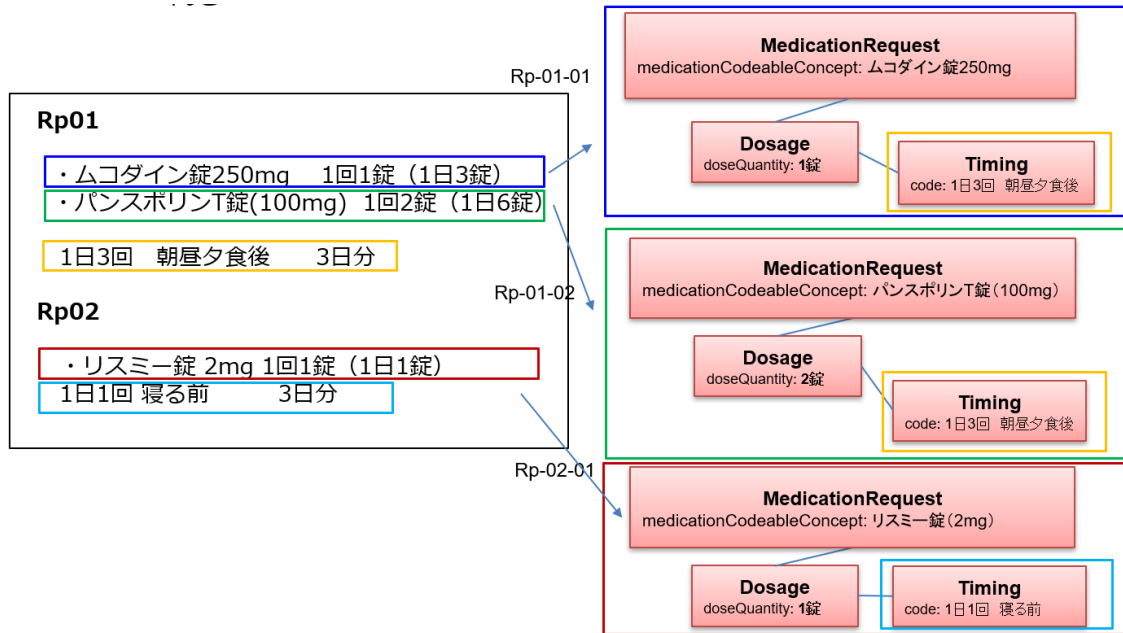 Rp01
・ムコダイン錠250mg 1回1錠（1日3錠）
・パンスポリンT錠(100mg) 1回2錠（1日6錠）
1日3回 朝昼夕食後 3日分
Rp02
・リスミー錠 2mg 1回1錠（1日1錠）
1日1回 寝る前 3日分
Rp-01-01
MedicationRequest
medicationCodeableConcept: ムコダイン錠250mg
Dosage
doseQuantity: 1錠
Timing
code: 1日3回 朝昼夕食後
Rp-01-02
MedicationRequest
medicationCodeableConcept: パンスポリンT錠（100mg）
Dosage
doseQuantity: 2錠
Timing
code: 1日3回 朝昼夕食後
Rp-02-01
MedicationRequest
medicationCodeableConcept: リスミー錠（2mg）
Dosage
doseQuantity: 1錠
Timing
code: 1日1回 寝る前